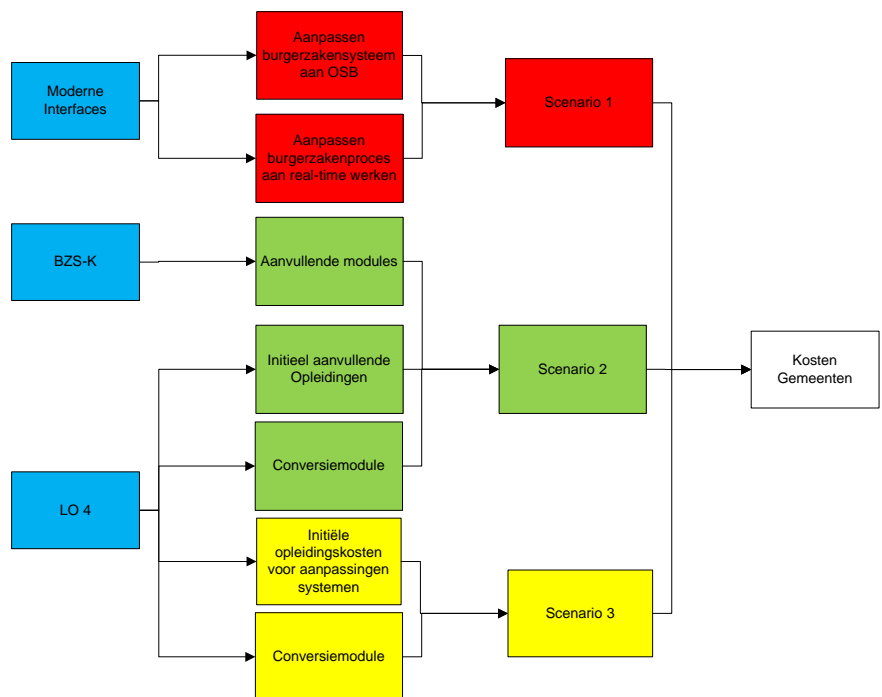 Moderne
Interfaces
Aanpassen
burgerzakensysteem
aan OSB
Aanpassen
burgerzakenproces
aan real-time werken
Scenario 1
BZS-K
Aanvullende modules
Initieel aanvullende
Opleidingen
Scenario 2
Kosten
Gemeenten
Conversiemodule
LO 4
Initiële
opleidingskosten
voor aanpassingen
systemen
Scenario 3
Conversiemodule